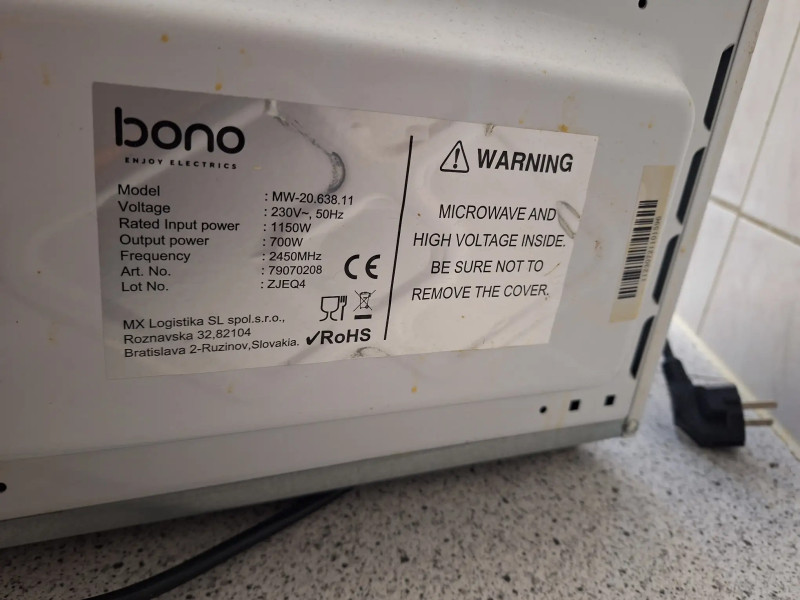 bono
ENJOY ELECTRICS
Model : MW-20.638.11
Voltage : 230V~, 50Hz
Rated Input power : 1150W
Output power : 700W
Frequency : 2450MHz
Art. No. : 79070208
Lot No. : ZJEQ4
CE
MX Logistika SL spol.s.r.o.,
Roznavska 32,82104
Bratislava 2-Ruzinov,Slovakia.
✓RoHS
WARNING
MICROWAVE AND
HIGH VOLTAGE INSIDE.
BE SURE NOT TO
REMOVE THE COVER.